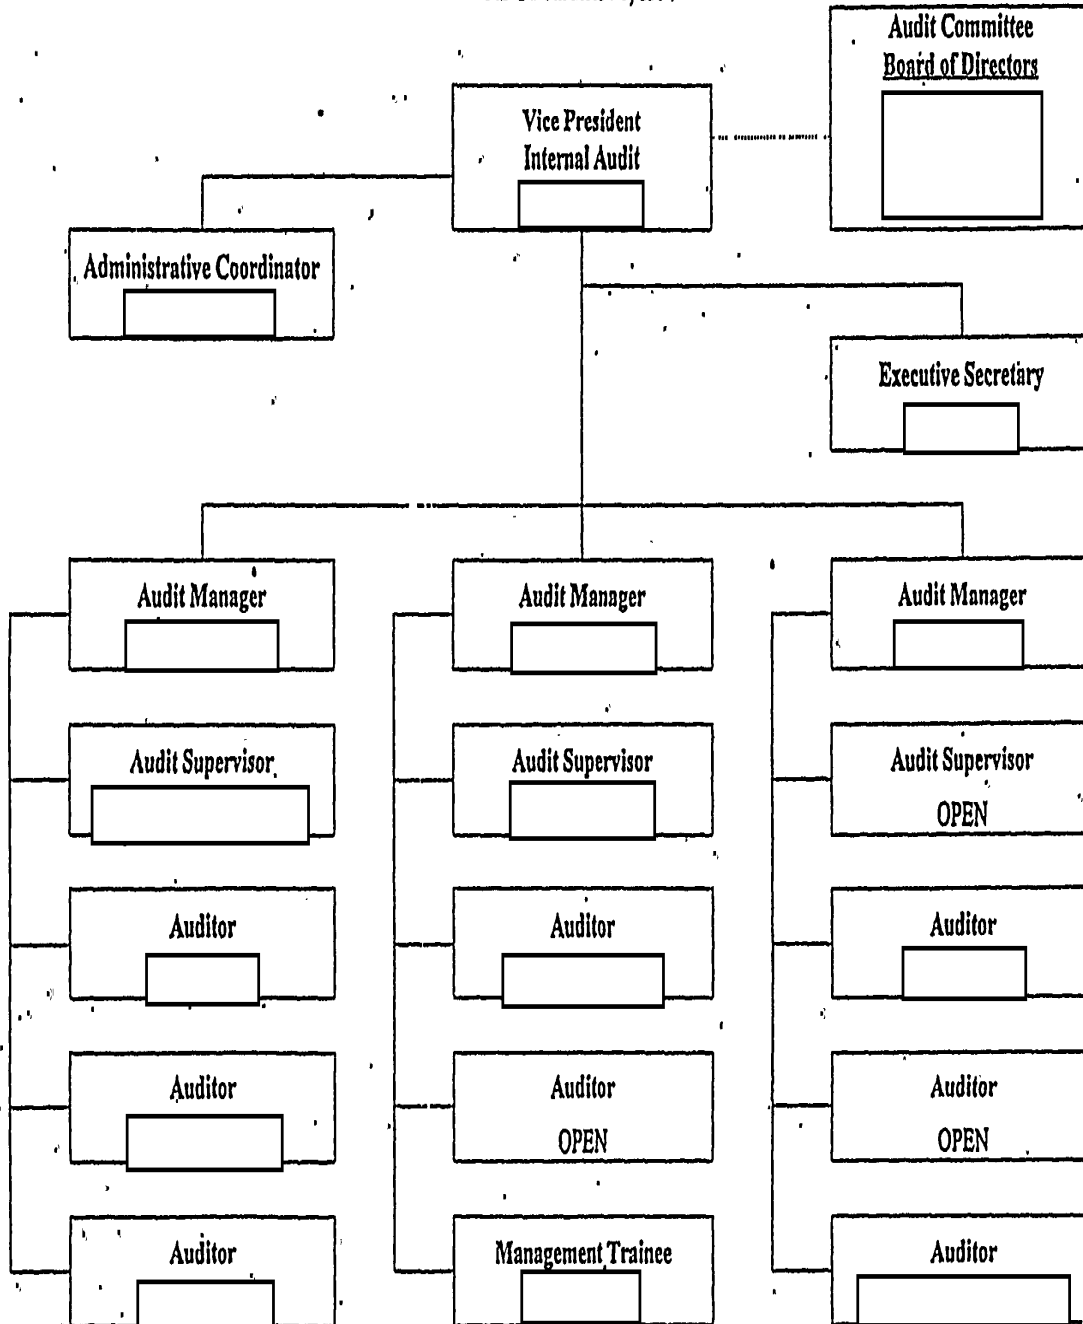 Audit Committee
Board of Directors
Vice President
Internal Audit
Administrative Coordinator
Executive Secretary
Audit Manager
Audit Manager
Audit Manager
Audit Supervisor
Audit Supervisor
Audit Supervisor
OPEN
Auditor
Auditor
Auditor
Auditor
Auditor
OPEN
Auditor
OPEN
Auditor
Management Trainee
Auditor